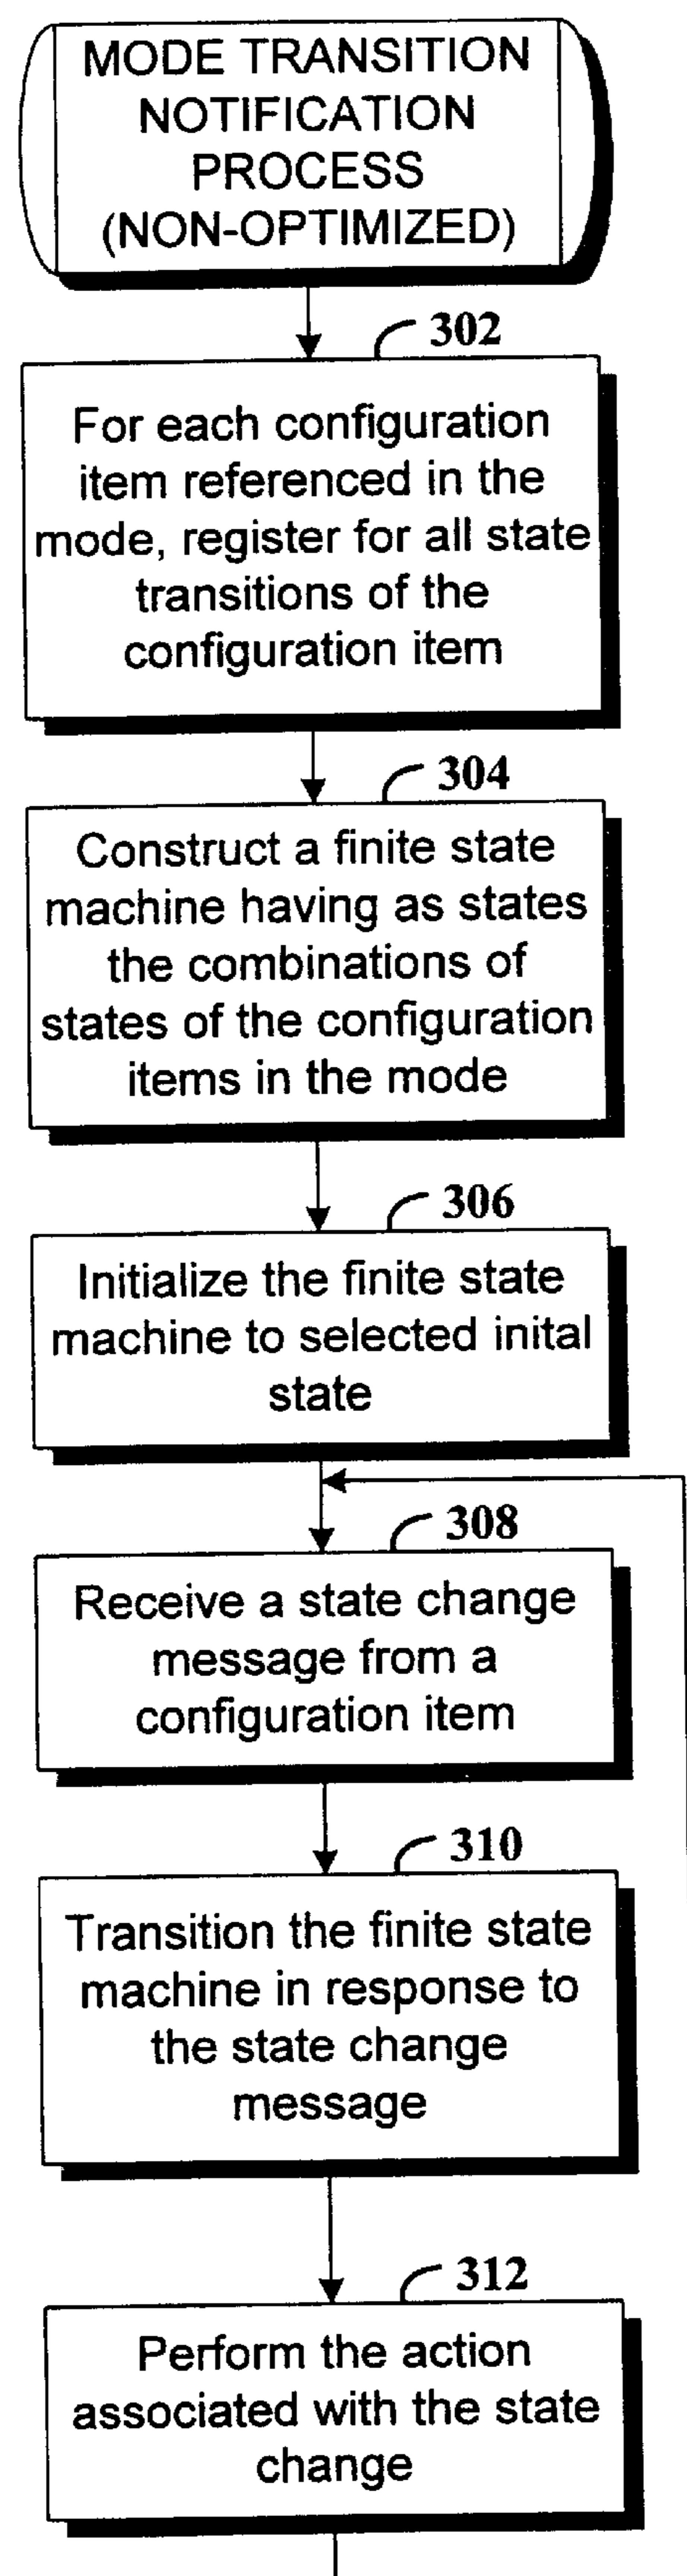 MODE TRANSITION
NOTIFICATION
PROCESS
(NON-OPTIMIZED)
302
For each configuration
item referenced in the
mode, register for all state
transitions of the
configuration item
304
Construct a finite state
machine having as states
the combinations of
states of the configuration
items in the mode
306
Initialize the finite state
machine to selected inital
state
308
Receive a state change
message from a
configuration item
310
Transition the finite state
machine in response to
the state change
message
312
Perform the action
associated with the state
change